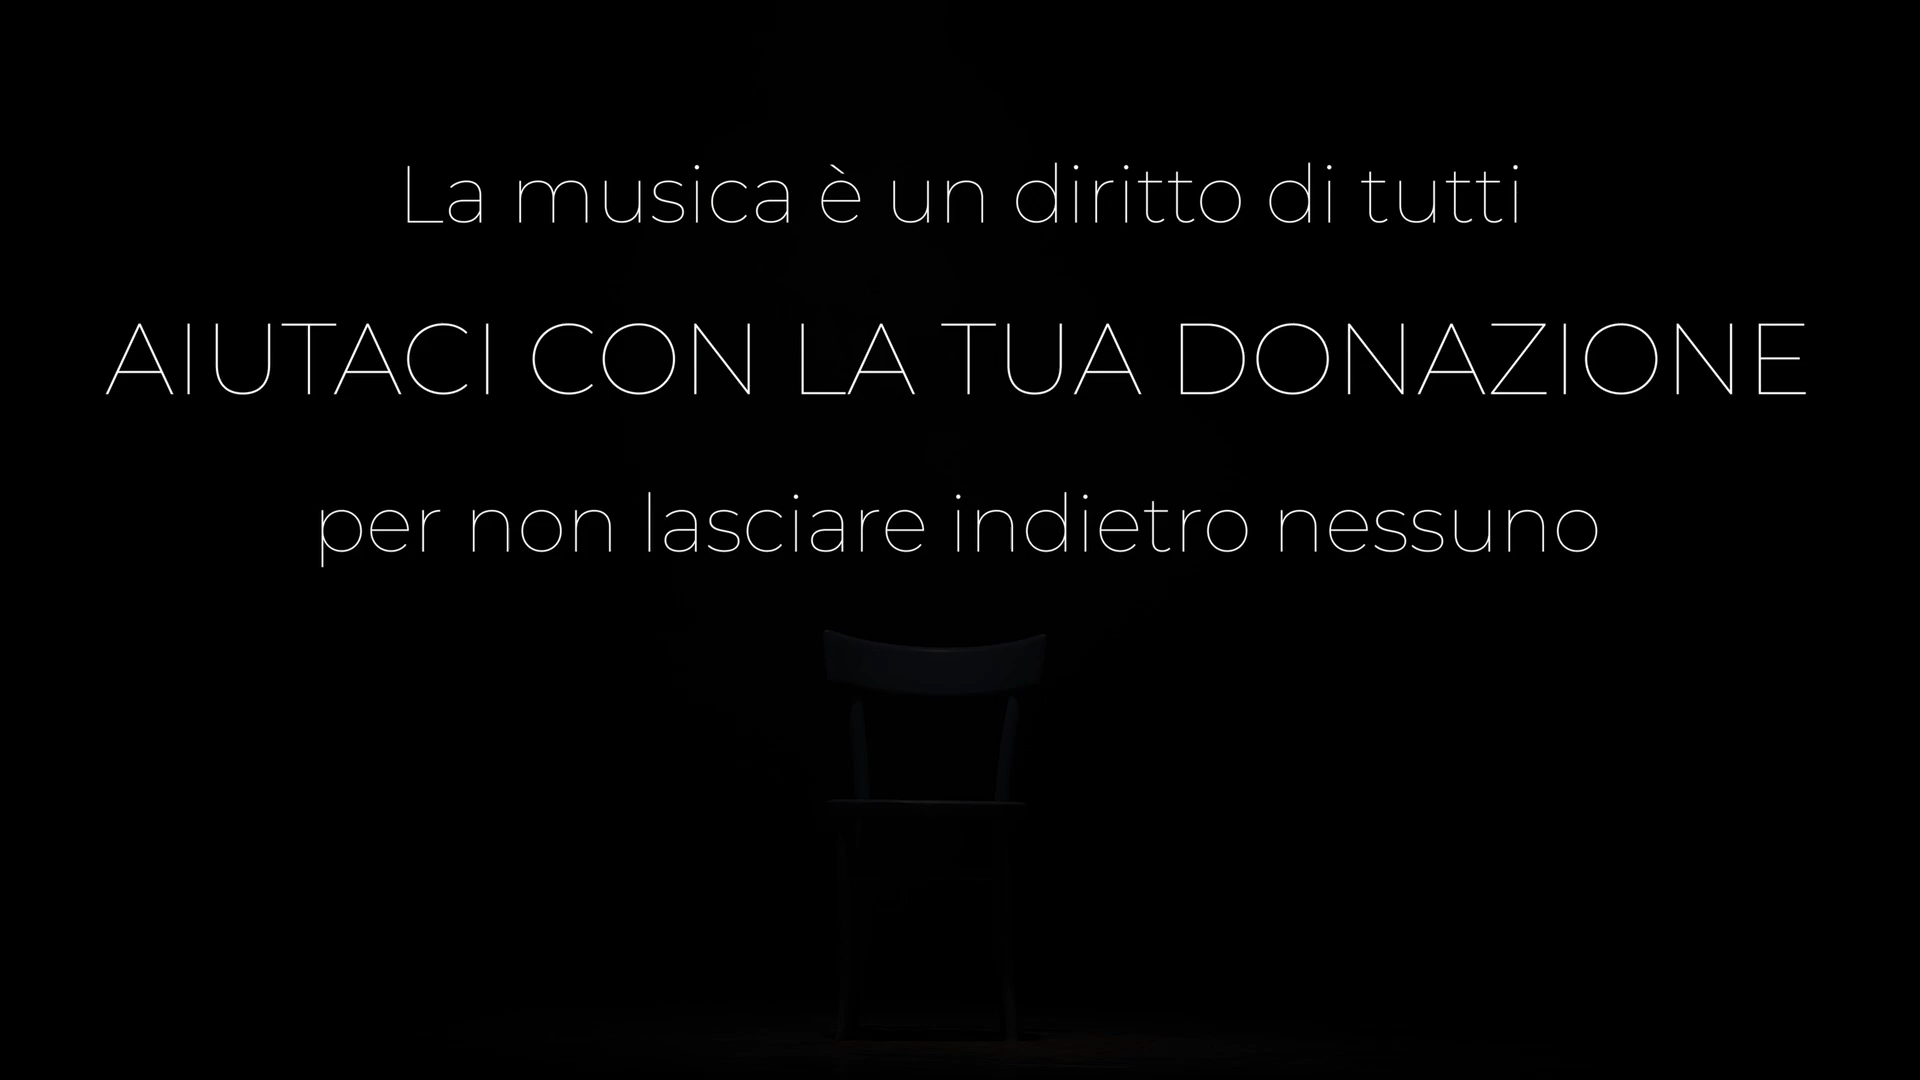 La musica è un diritto di tutti
AIUTACI CON LA TUA DONAZIONE
per non lasciare indietro nessuno